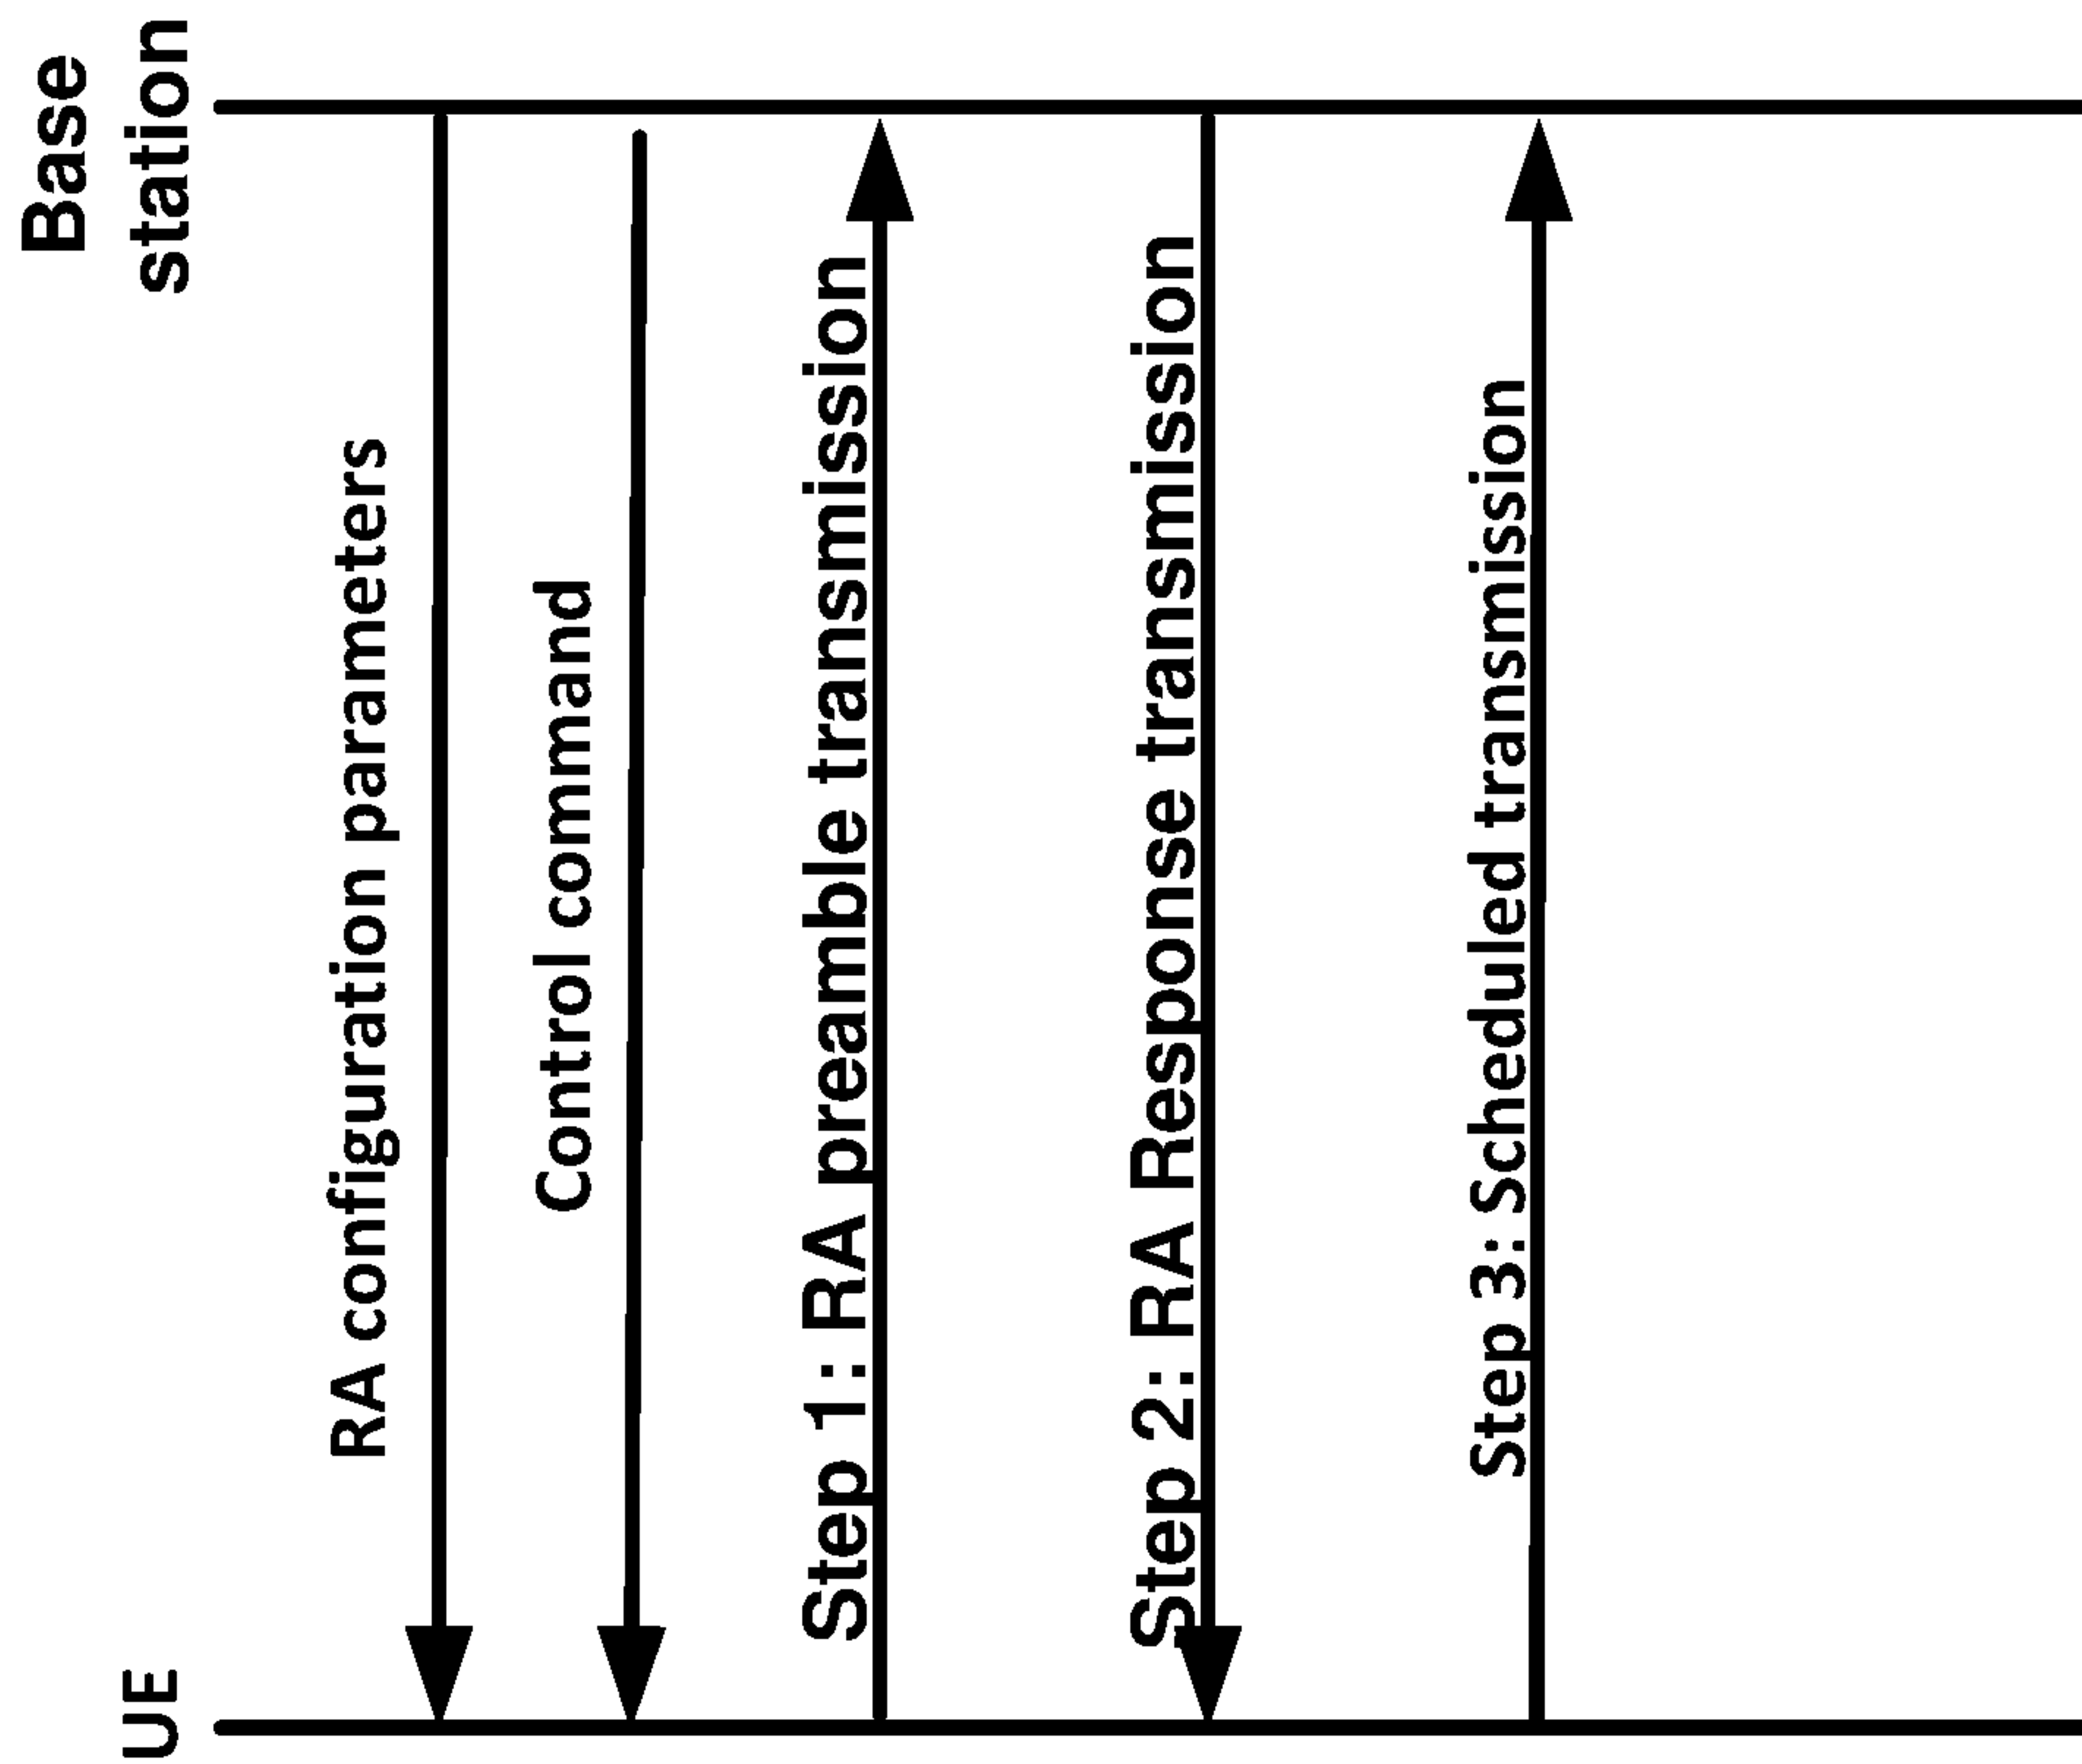 UE
Base
station
RA configuration parameters
Control command
Step 1: RA preamble transmission
Step 2: RA Response transmission
Step 3: Scheduled transmission